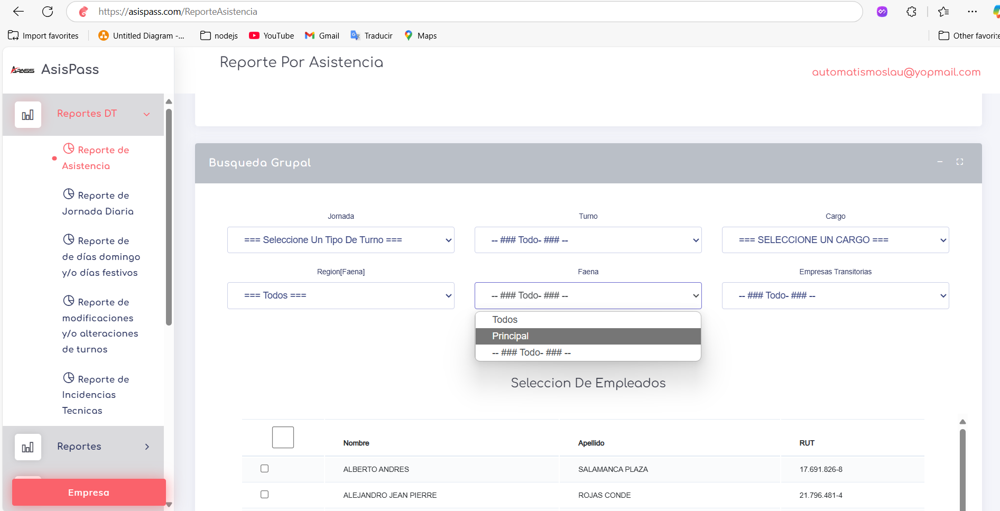 https://asispass.com/ReporteAsistencia
Import favorites
Untitled Diagram -...
nodejs
YouTube
Gmail
Traducir
Maps
Other favorite
APASS AsisPass
Reporte Por Asistencia
automatismoslau@yopmail.com
Reportes DT
Reporte de
Asistencia
Reporte de
Jornada Diaria
Reporte de
de días domingo
y/o días festivos
Reporte de
modificaciones
y/o alteraciones
de turnos
Reporte de
Incidencias
Tecnicas
Reportes
Empresa
Busqueda Grupal
Jornada
Turno
Cargo
=== Seleccione Un Tipo De Turno ===
-- ### Todo- ### --
=== SELECCIONE UN CARGO ===
Region[Faena]
Faena
Empresas Transitorias
=== Todos ===
-- ### Todo- ### --
-- ### Todo- ### --
Todos
Principal
-- ### Todo- ### --
Seleccion De Empleados
Nombre Apellido RUT
ALBERTO ANDRES SALAMANCA PLAZA 17.691.826-8
ALEJANDRO JEAN PIERRE ROJAS CONDE 21.796.481-4